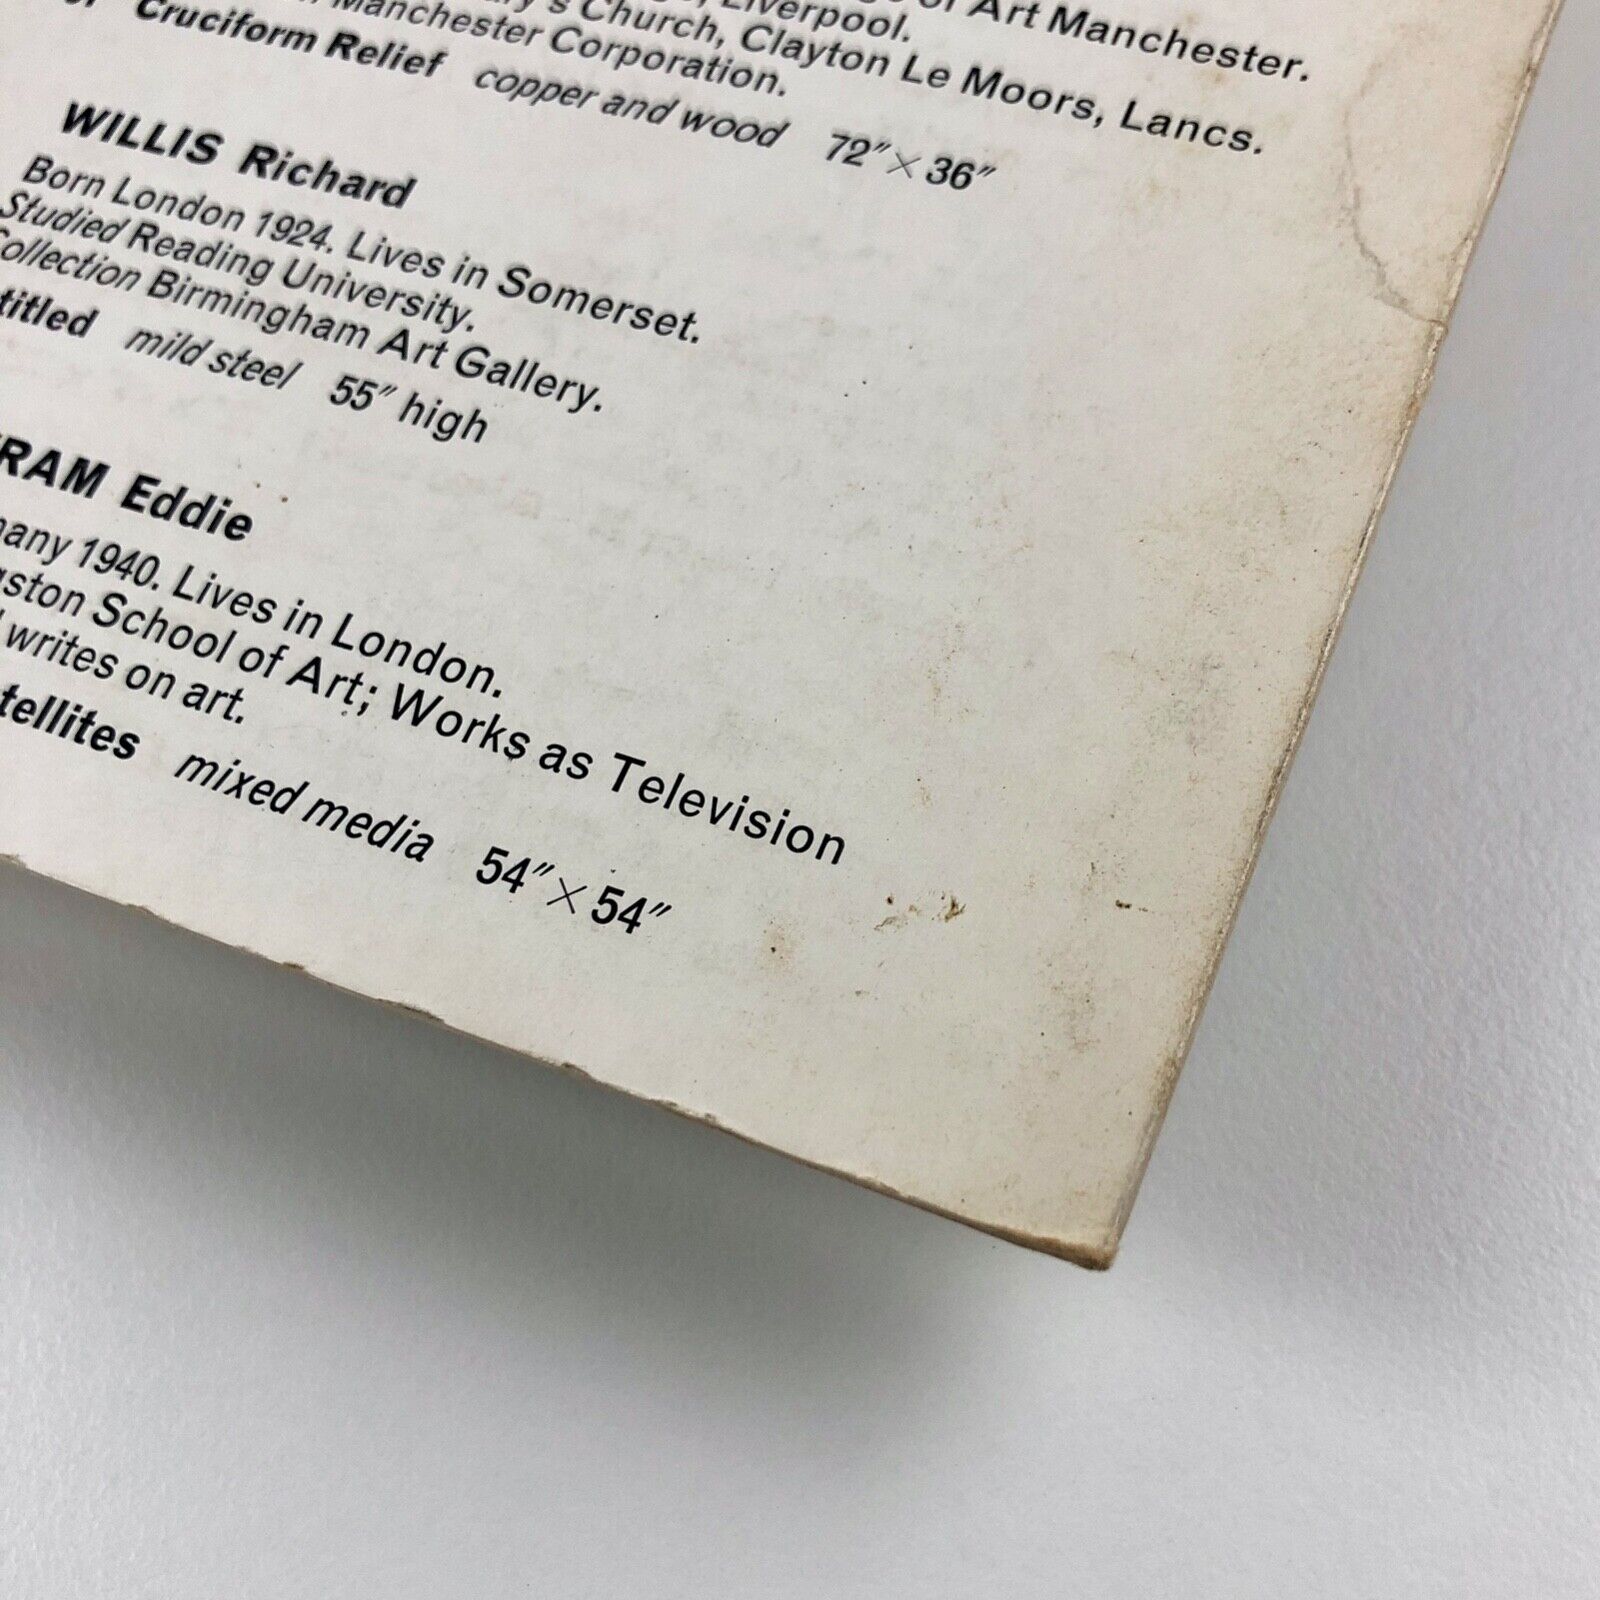 of Art Manchester.
Liverpool.
Church, Clayton Le Moors, Lancs.
Manchester Corporation.
Cruciform Relief copper and wood 72" × 36"
WILLIS Richard
Born London 1924. Lives in Somerset.
Studied Reading University.
Collection Birmingham Art Gallery.
titled mild steel 55" high
RAM Eddie
many 1940. Lives in London.
gston School of Art; Works as Television
writes on art.
tellites mixed media 54" × 54"